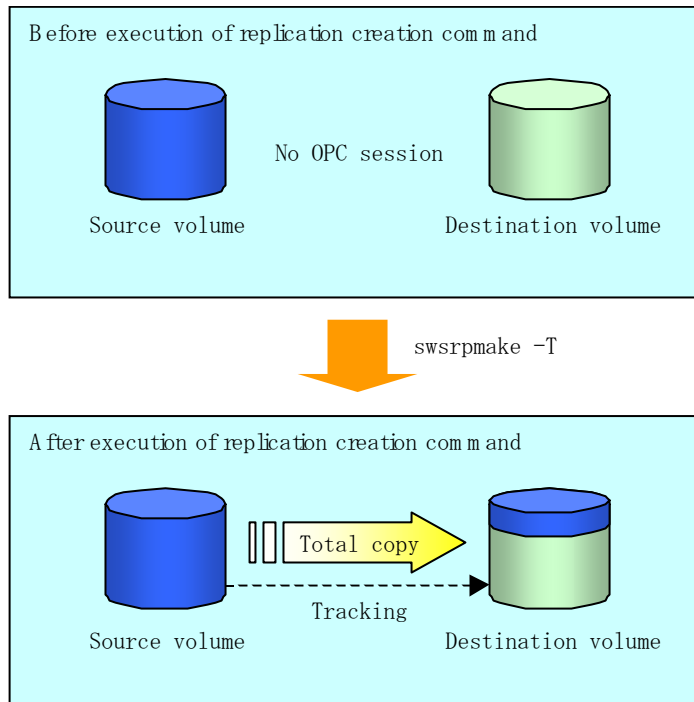 Before execution of replication creation command
No OPC session
Source volume
Destination volume
swsrpmake -T
After execution of replication creation command
Total copy
Tracking
Source volume
Destination volume